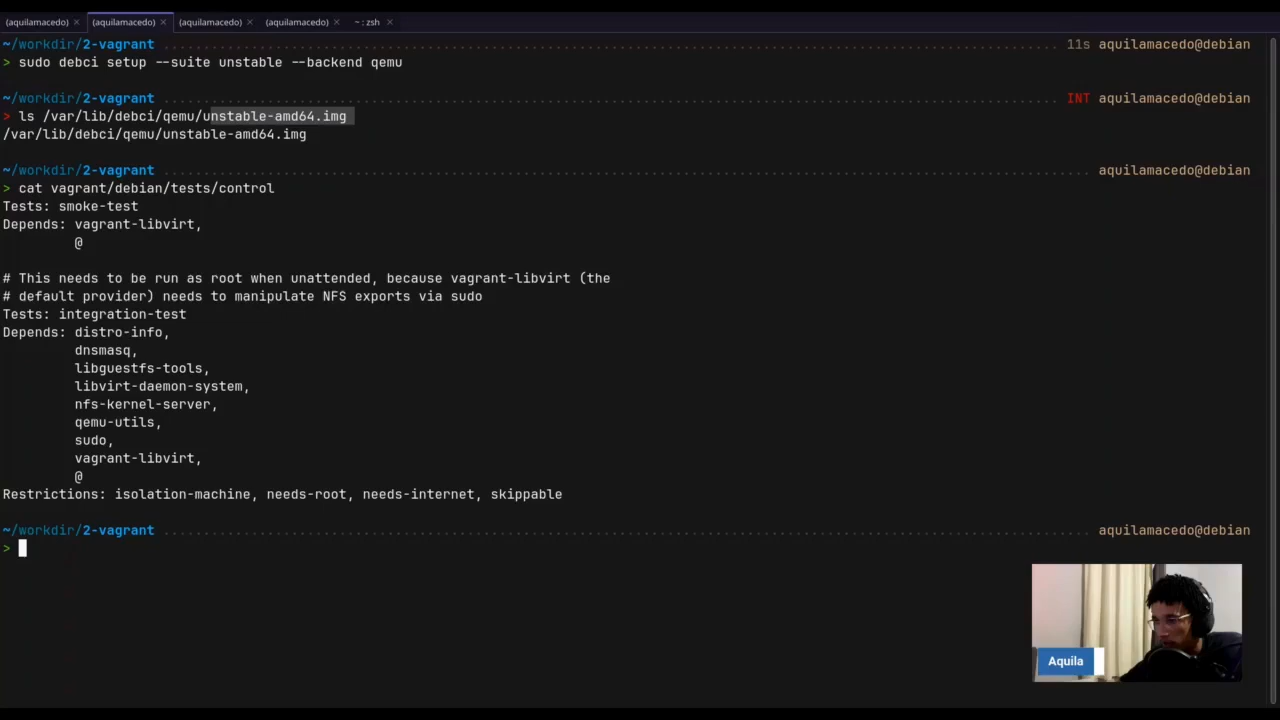 (aquilamacedo) × (aquilamacedo) × (aquilamacedo) × (aquilamacedo) × ~ : zsh ×
~/workdir/2-vagrant 11s aquilamacedo@debian
> sudo debci setup --suite unstable --backend qemu
~/workdir/2-vagrant INT aquilamacedo@debian
> ls /var/lib/debci/qemu/unstable-amd64.img
/var/lib/debci/qemu/unstable-amd64.img
~/workdir/2-vagrant aquilamacedo@debian
> cat vagrant/debian/tests/control
Tests: smoke-test
Depends: vagrant-libvirt,
@
# This needs to be run as root when unattended, because vagrant-libvirt (the
# default provider) needs to manipulate NFS exports via sudo
Tests: integration-test
Depends: distro-info,
dnsmasq,
libguestfs-tools,
libvirt-daemon-system,
nfs-kernel-server,
qemu-utils,
sudo,
vagrant-libvirt,
@
Restrictions: isolation-machine, needs-root, needs-internet, skippable
~/workdir/2-vagrant aquilamacedo@debian
>
Aquila